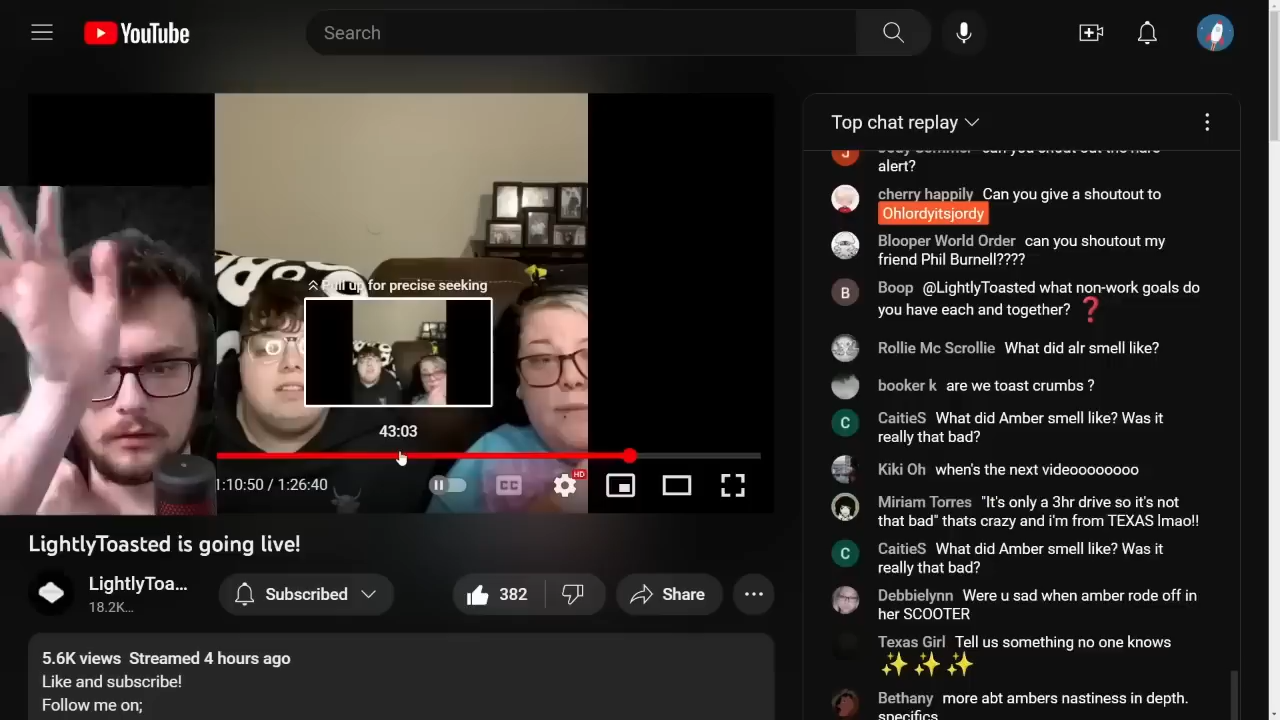 YouTube
Search
Top chat replay
alert?
cherry happily Can you give a shoutout to
Ohlordyitsjordy
Blooper World Order can you shoutout my
friend Phil Burnell????
B
Boop @LightlyToasted what non-work goals do
you have each and together? ❓
Rollie Mc Scrollie What did alr smell like?
booker k are we toast crumbs ?
C
CaitieS What did Amber smell like? Was it
really that bad?
Kiki Oh when's the next videoooooooo
Miriam Torres "It's only a 3hr drive so it's not
that bad" thats crazy and i'm from TEXAS lmao!!
C
CaitieS What did Amber smell like? Was it
really that bad?
Debbielynn Were u sad when amber rode off in
her SCOOTER
Texas Girl Tell us something no one knows
✨✨✨
Bethany more abt ambers nastiness in depth.
specifics
Pull up for precise seeking
43:03
1:10:50 / 1:26:40
CC
HD
LightlyToasted is going live!
LightlyToa...
18.2K...
Subscribed
382
Share
5.6K views Streamed 4 hours ago
Like and subscribe!
Follow me on;